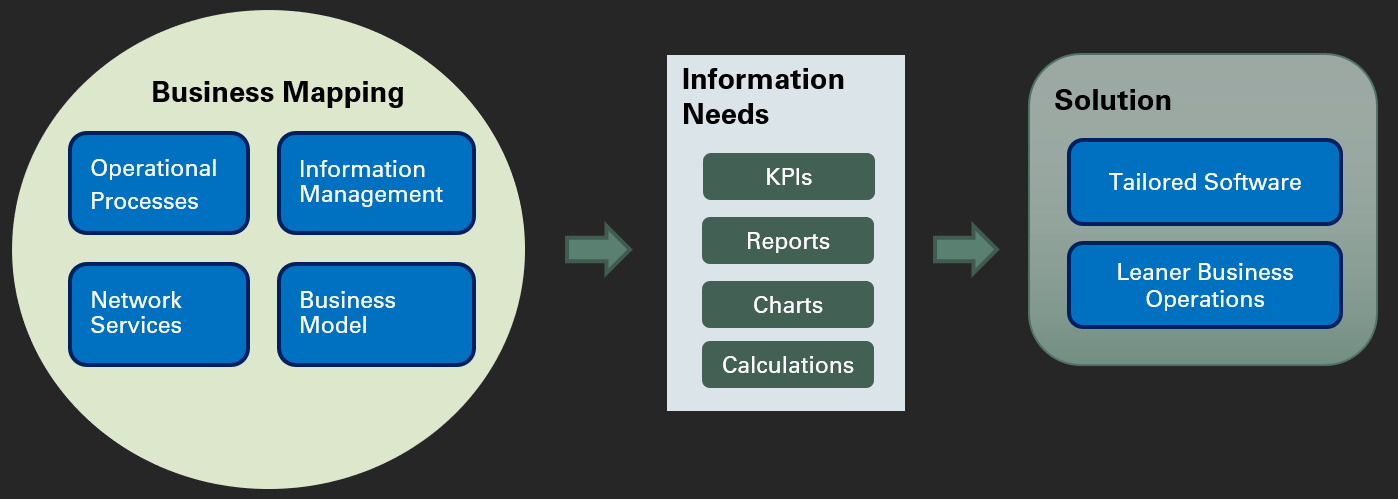 Business Mapping
Operational
Processes
Information
Management
Network
Services
Business
Model
Information
Needs
KPIs
Reports
Charts
Calculations
Solution
Tailored Software
Leaner Business
Operations